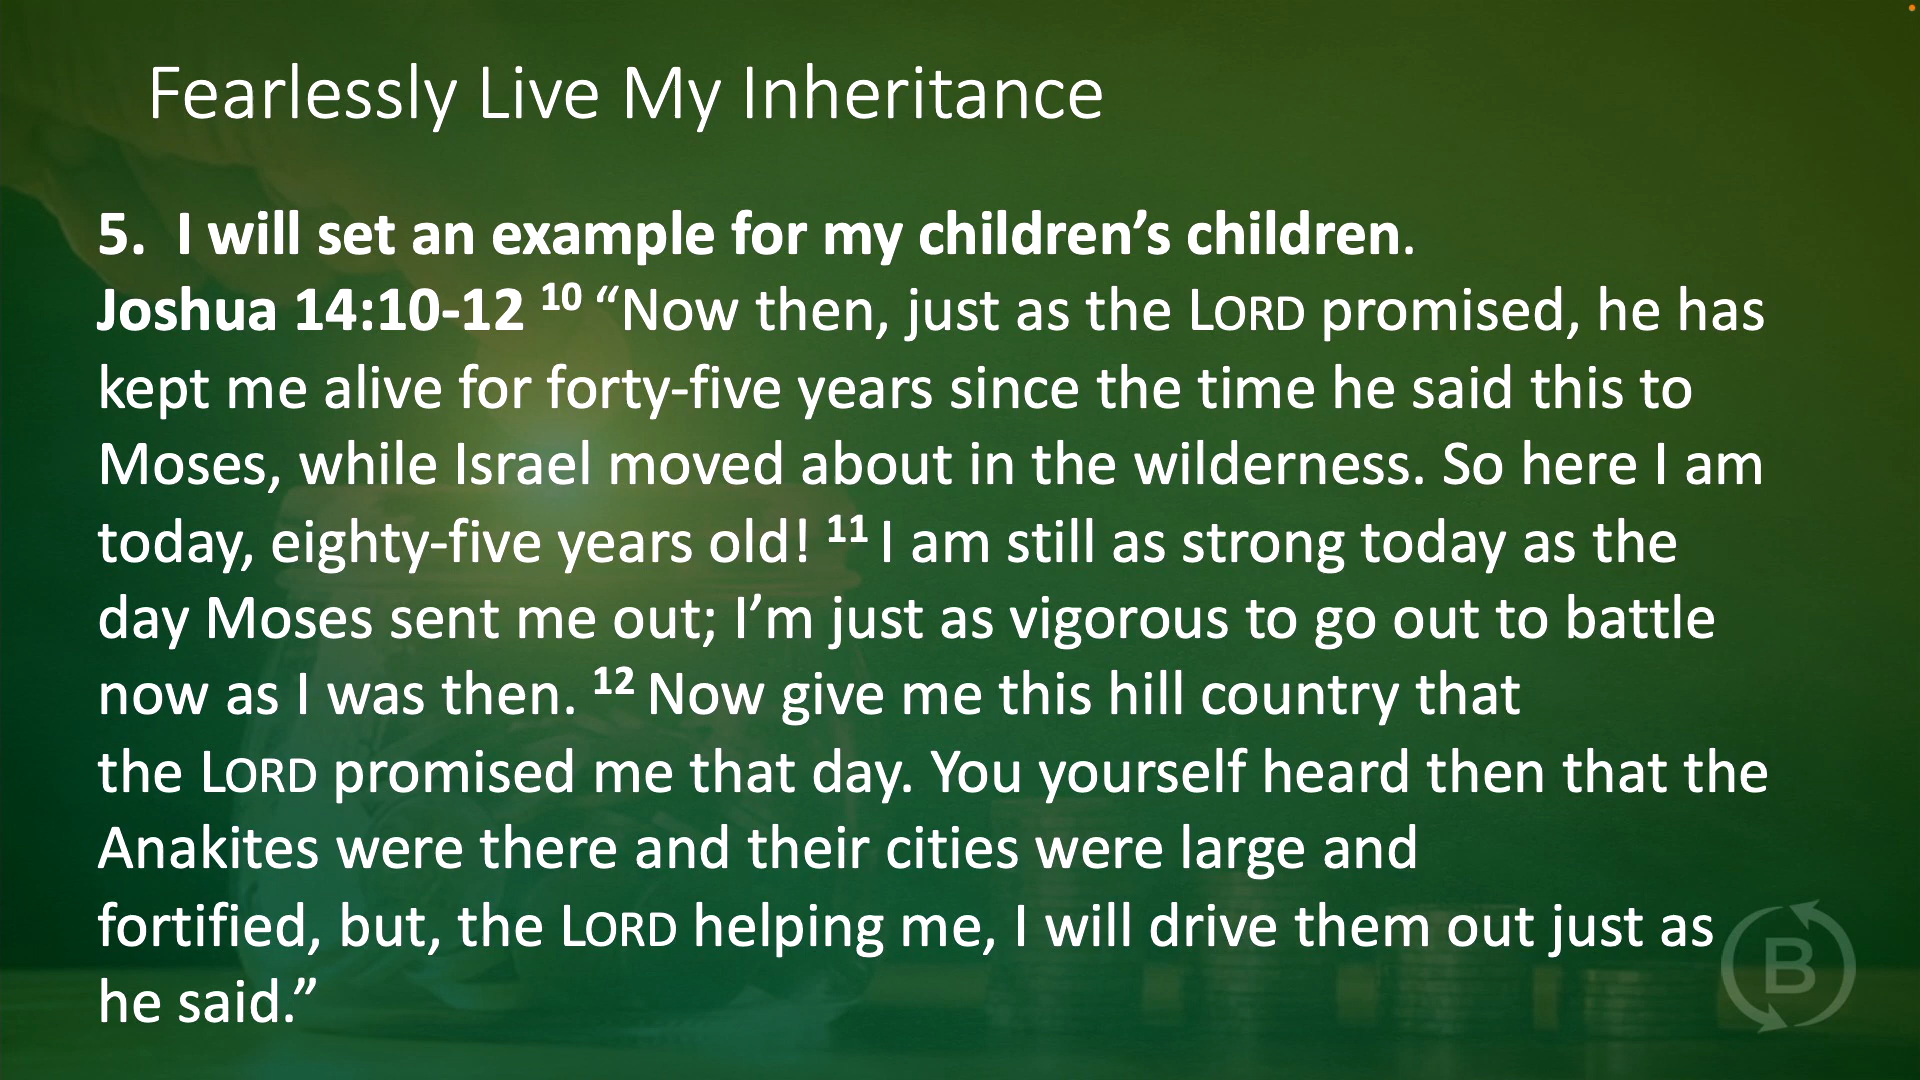 Fearlessly Live My Inheritance
5. I will set an example for my children’s children.
Joshua 14:10-12 10 “Now then, just as the LORD promised, he has
kept me alive for forty-five years since the time he said this to
Moses, while Israel moved about in the wilderness. So here I am
today, eighty-five years old! 11 I am still as strong today as the
day Moses sent me out; I’m just as vigorous to go out to battle
now as I was then. 12 Now give me this hill country that
the LORD promised me that day. You yourself heard then that the
Anakites were there and their cities were large and
fortified, but, the LORD helping me, I will drive them out just as
he said.”
B